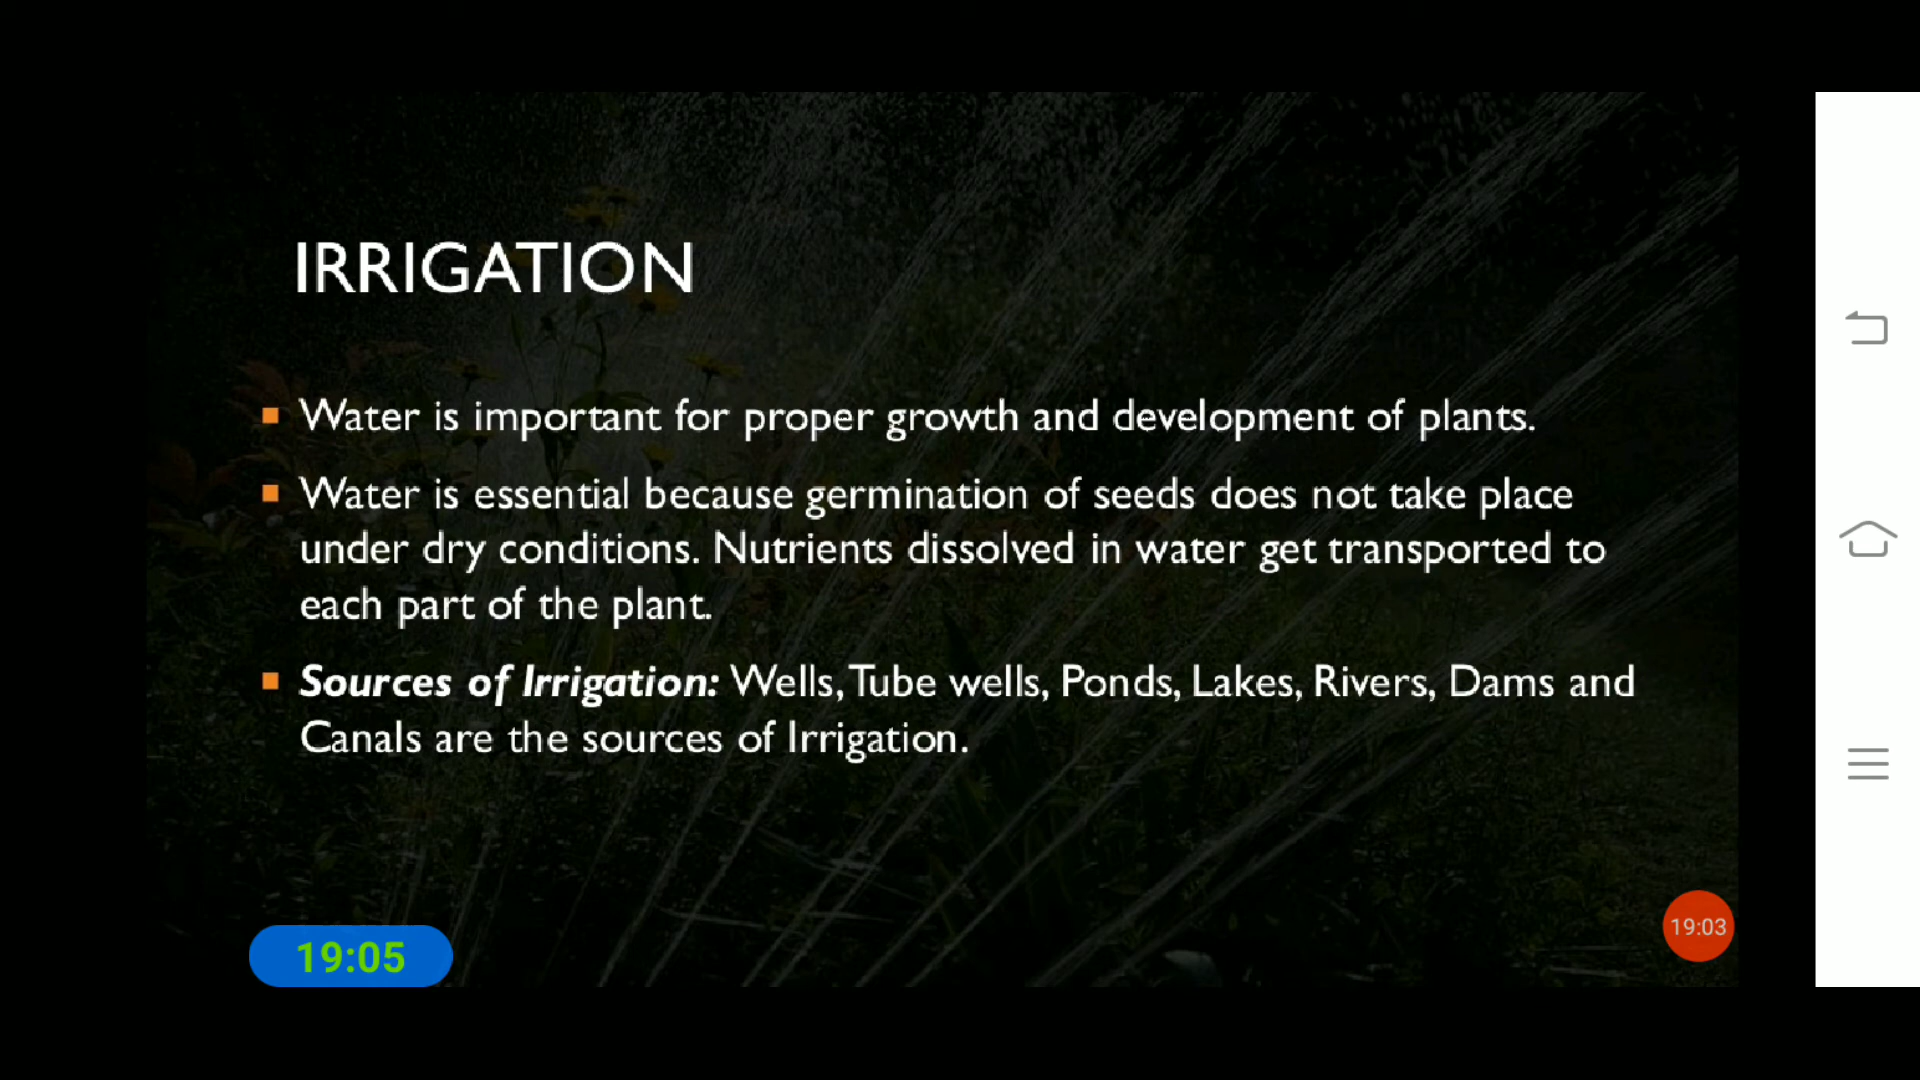 IRRIGATION
Water is important for proper growth and development of plants.
Water is essential because germination of seeds does not take place
under dry conditions. Nutrients dissolved in water get transported to
each part of the plant.
Sources of Irrigation: Wells, Tube wells, Ponds, Lakes, Rivers, Dams and
Canals are the sources of Irrigation.
19:03
19:05